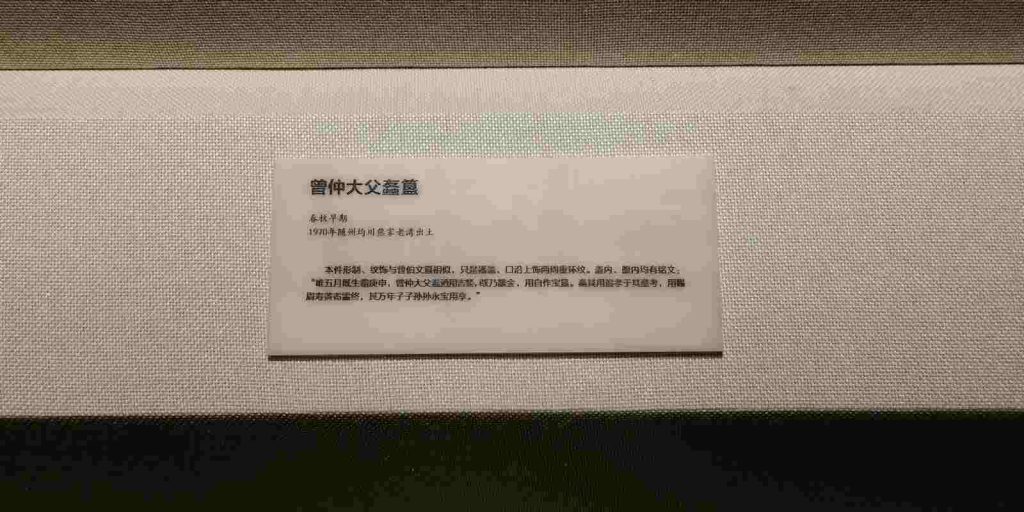 曾仲大父螽簋
春秋早期
1970年随州均川熊家老湾出土
本件形制、纹饰与曾伯文簋相似，只是器盖、口沿上饰两周重环纹。盖内、器内均有铭文：
“唯五月既生霸庚申，曾仲大父螽用吉，乃金，用自作宝簋。螽其用追孝于其皇考，用赐
眉寿黄耇霝终，其万年子子孙孙永宝用享。”